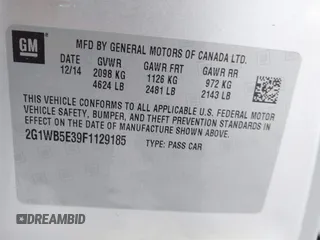 GM
MFD BY GENERAL MOTORS OF CANADA LTD.
DATE GVWR GAWR FRT GAWR RR
12/14 2098 KG 1126 KG 972 KG
4624 LB 2481 LB 2143 LB
THIS VEHICLE CONFORMS TO ALL APPLICABLE U.S. FEDERAL MOTOR
VEHICLE SAFETY, BUMPER, AND THEFT PREVENTION STANDARDS IN
EFFECT ON THE DATE OF MANUFACTURE SHOWN ABOVE.
2G1WB5E39F1129185 TYPE: PASS CAR
DREAMBID